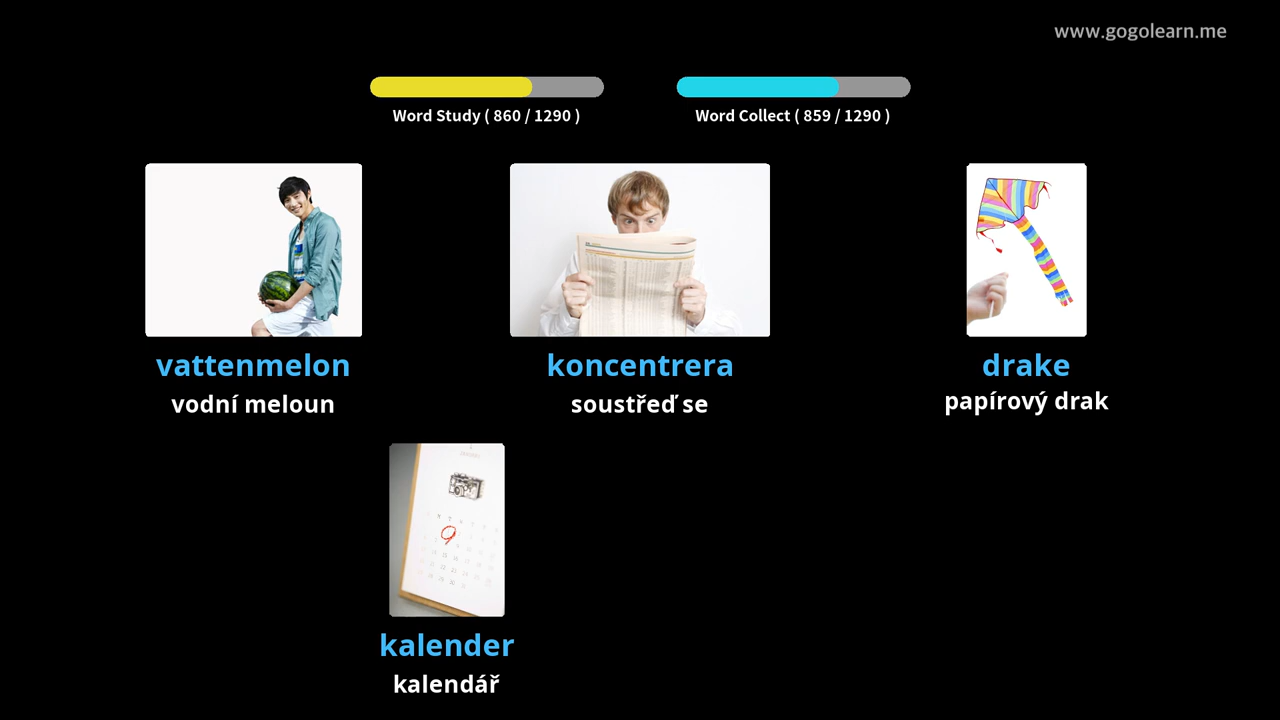 www.gogolearn.me
Word Study ( 860 / 1290 )
Word Collect ( 859 / 1290 )
vattenmelon
koncentrera
drake
vodní meloun
soustřeď se
papírový drak
kalender
kalendář